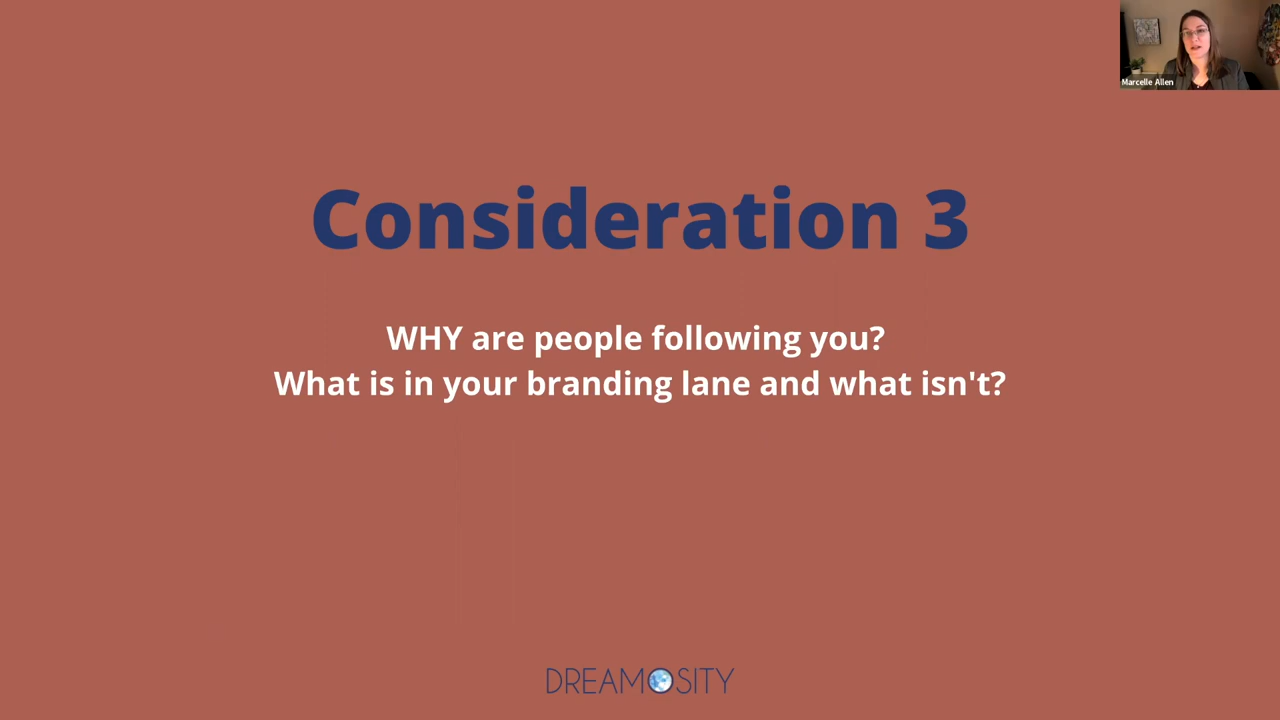 Marcelle Allen
Consideration 3
WHY are people following you?
What is in your branding lane and what isn't?
DREAMOSITY